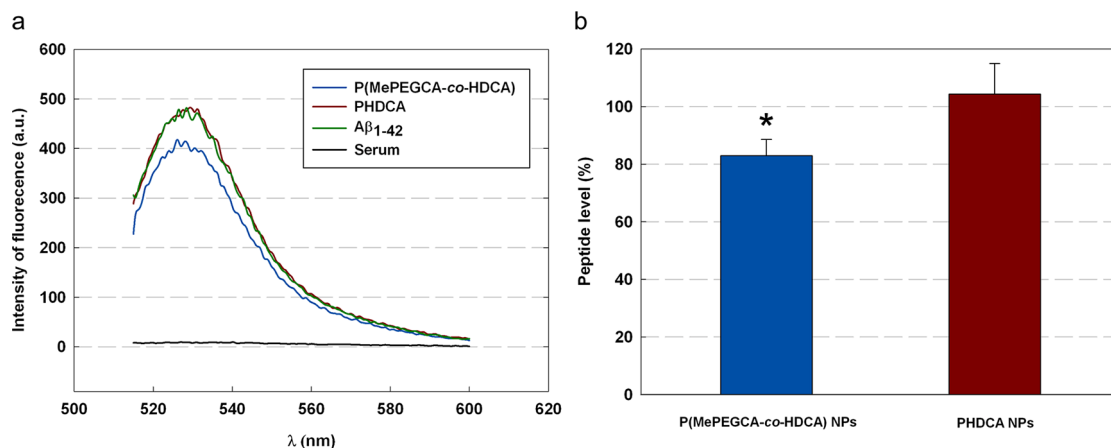 a
600
500
400
300
200
100
0
Intensity of fluorecence (a.u.)
500 520 540 560 580 600 620
λ (nm)
P(MePEGCA-co-HDCA)
PHDCA
Aβ1-42
Serum
b
120
100
80
60
40
20
0
Peptide level (%)
*
P(MePEGCA-co-HDCA) NPs
PHDCA NPs